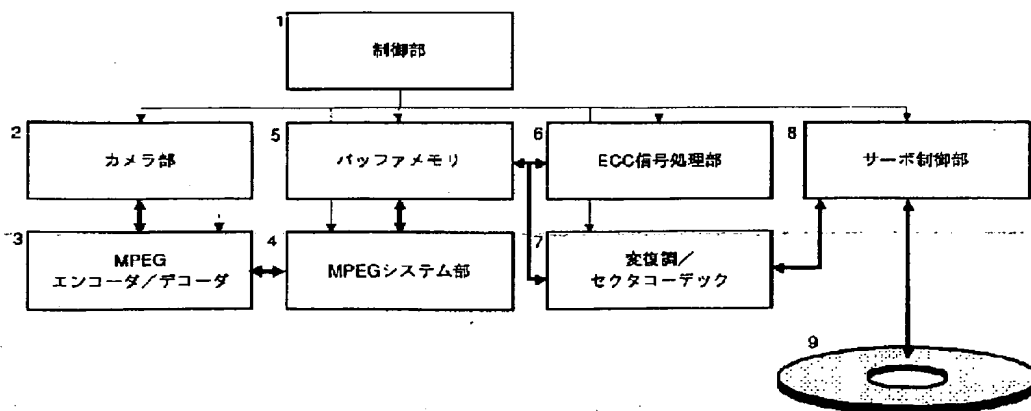 1
制御部
2
カメラ部
5
バッファメモリ
6
ECC信号処理部
8
サーボ制御部
3
MPEG
エンコーダ/デコーダ
4
MPEGシステム部
7
変復調/
セクタコーデック
9